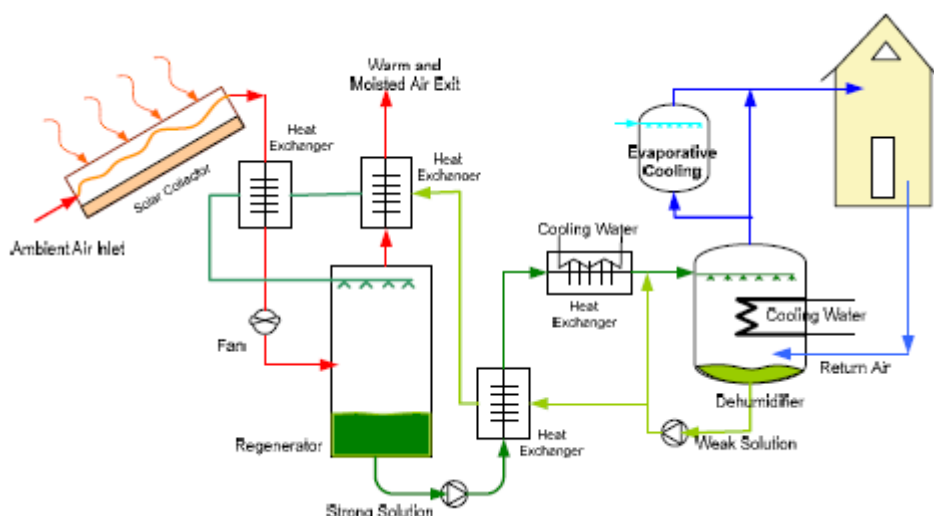 Warm and
Moisted Air Exit
Heat
Exchanger
Heat
Exchanger
Solar Collector
Evaporative
Cooling
Ambient Air Inlet
Cooling Water
Heat
Exchanger
Cooling Water
Fan
Return Air
Dehumidifier
Regenerator
Heat
Exchanger
Weak Solution
Strong Solution